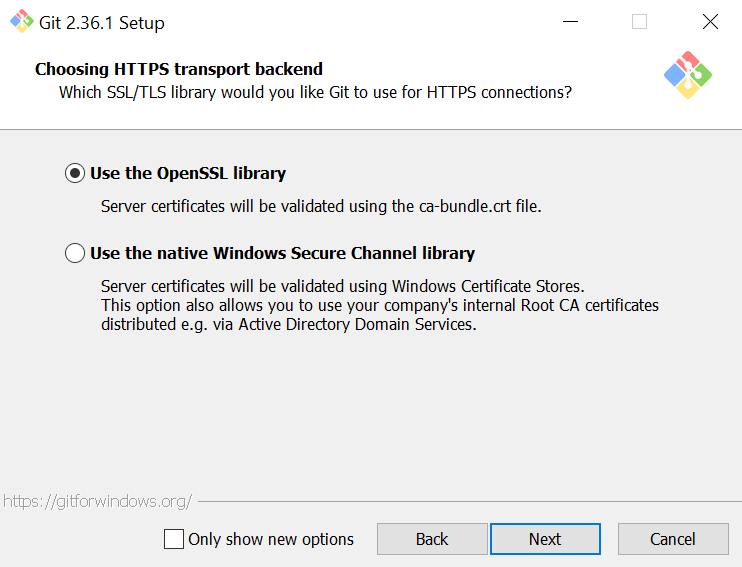 Git 2.36.1 Setup
Choosing HTTPS transport backend
Which SSL/TLS library would you like Git to use for HTTPS connections?
Use the OpenSSL library
Server certificates will be validated using the ca-bundle.crt file.
Use the native Windows Secure Channel library
Server certificates will be validated using Windows Certificate Stores.
This option also allows you to use your company's internal Root CA certificates
distributed e.g. via Active Directory Domain Services.
https://gitforwindows.org/
Only show new options
Back
Next
Cancel